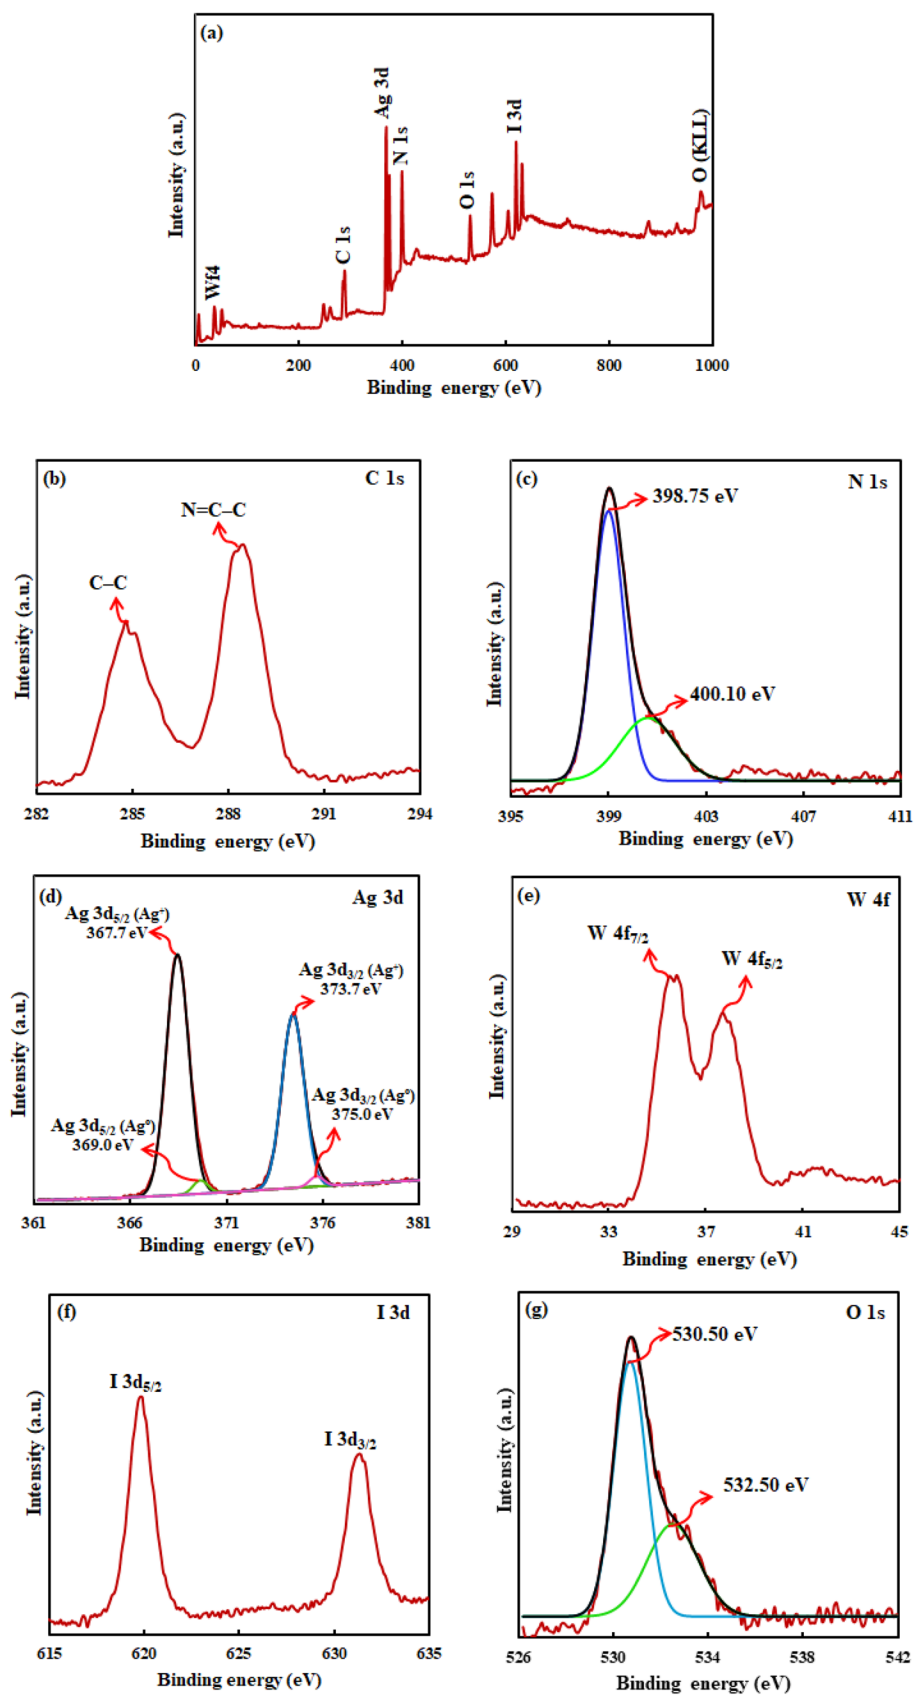 (a)
Ag 3d
N 1s
I 3d
O 1s
O (KLL)
C 1s
Wf4
Intensity (a.u.)
0 200 400 600 800 1000
Binding energy (eV)
(b) C 1s
N=C–C
C–C
Intensity (a.u.)
282 285 288 291 294
Binding energy (eV)
(c) N 1s
398.75 eV
400.10 eV
Intensity (a.u.)
395 399 403 407 411
Binding energy (eV)
(d) Ag 3d
Ag 3d5/2 (Ag⁺)
367.7 eV
Ag 3d3/2 (Ag⁺)
373.7 eV
Ag 3d3/2 (Ag⁰)
375.0 eV
Ag 3d5/2 (Ag⁰)
369.0 eV
Intensity (a.u.)
361 366 371 376 381
Binding energy (eV)
(e) W 4f
W 4f7/2
W 4f5/2
Intensity (a.u.)
29 33 37 41 45
Binding energy (eV)
(f) I 3d
I 3d5/2
I 3d3/2
Intensity (a.u.)
615 620 625 630 635
Binding energy (eV)
(g) O 1s
530.50 eV
532.50 eV
Intensity (a.u.)
526 530 534 538 542
Binding energy (eV)